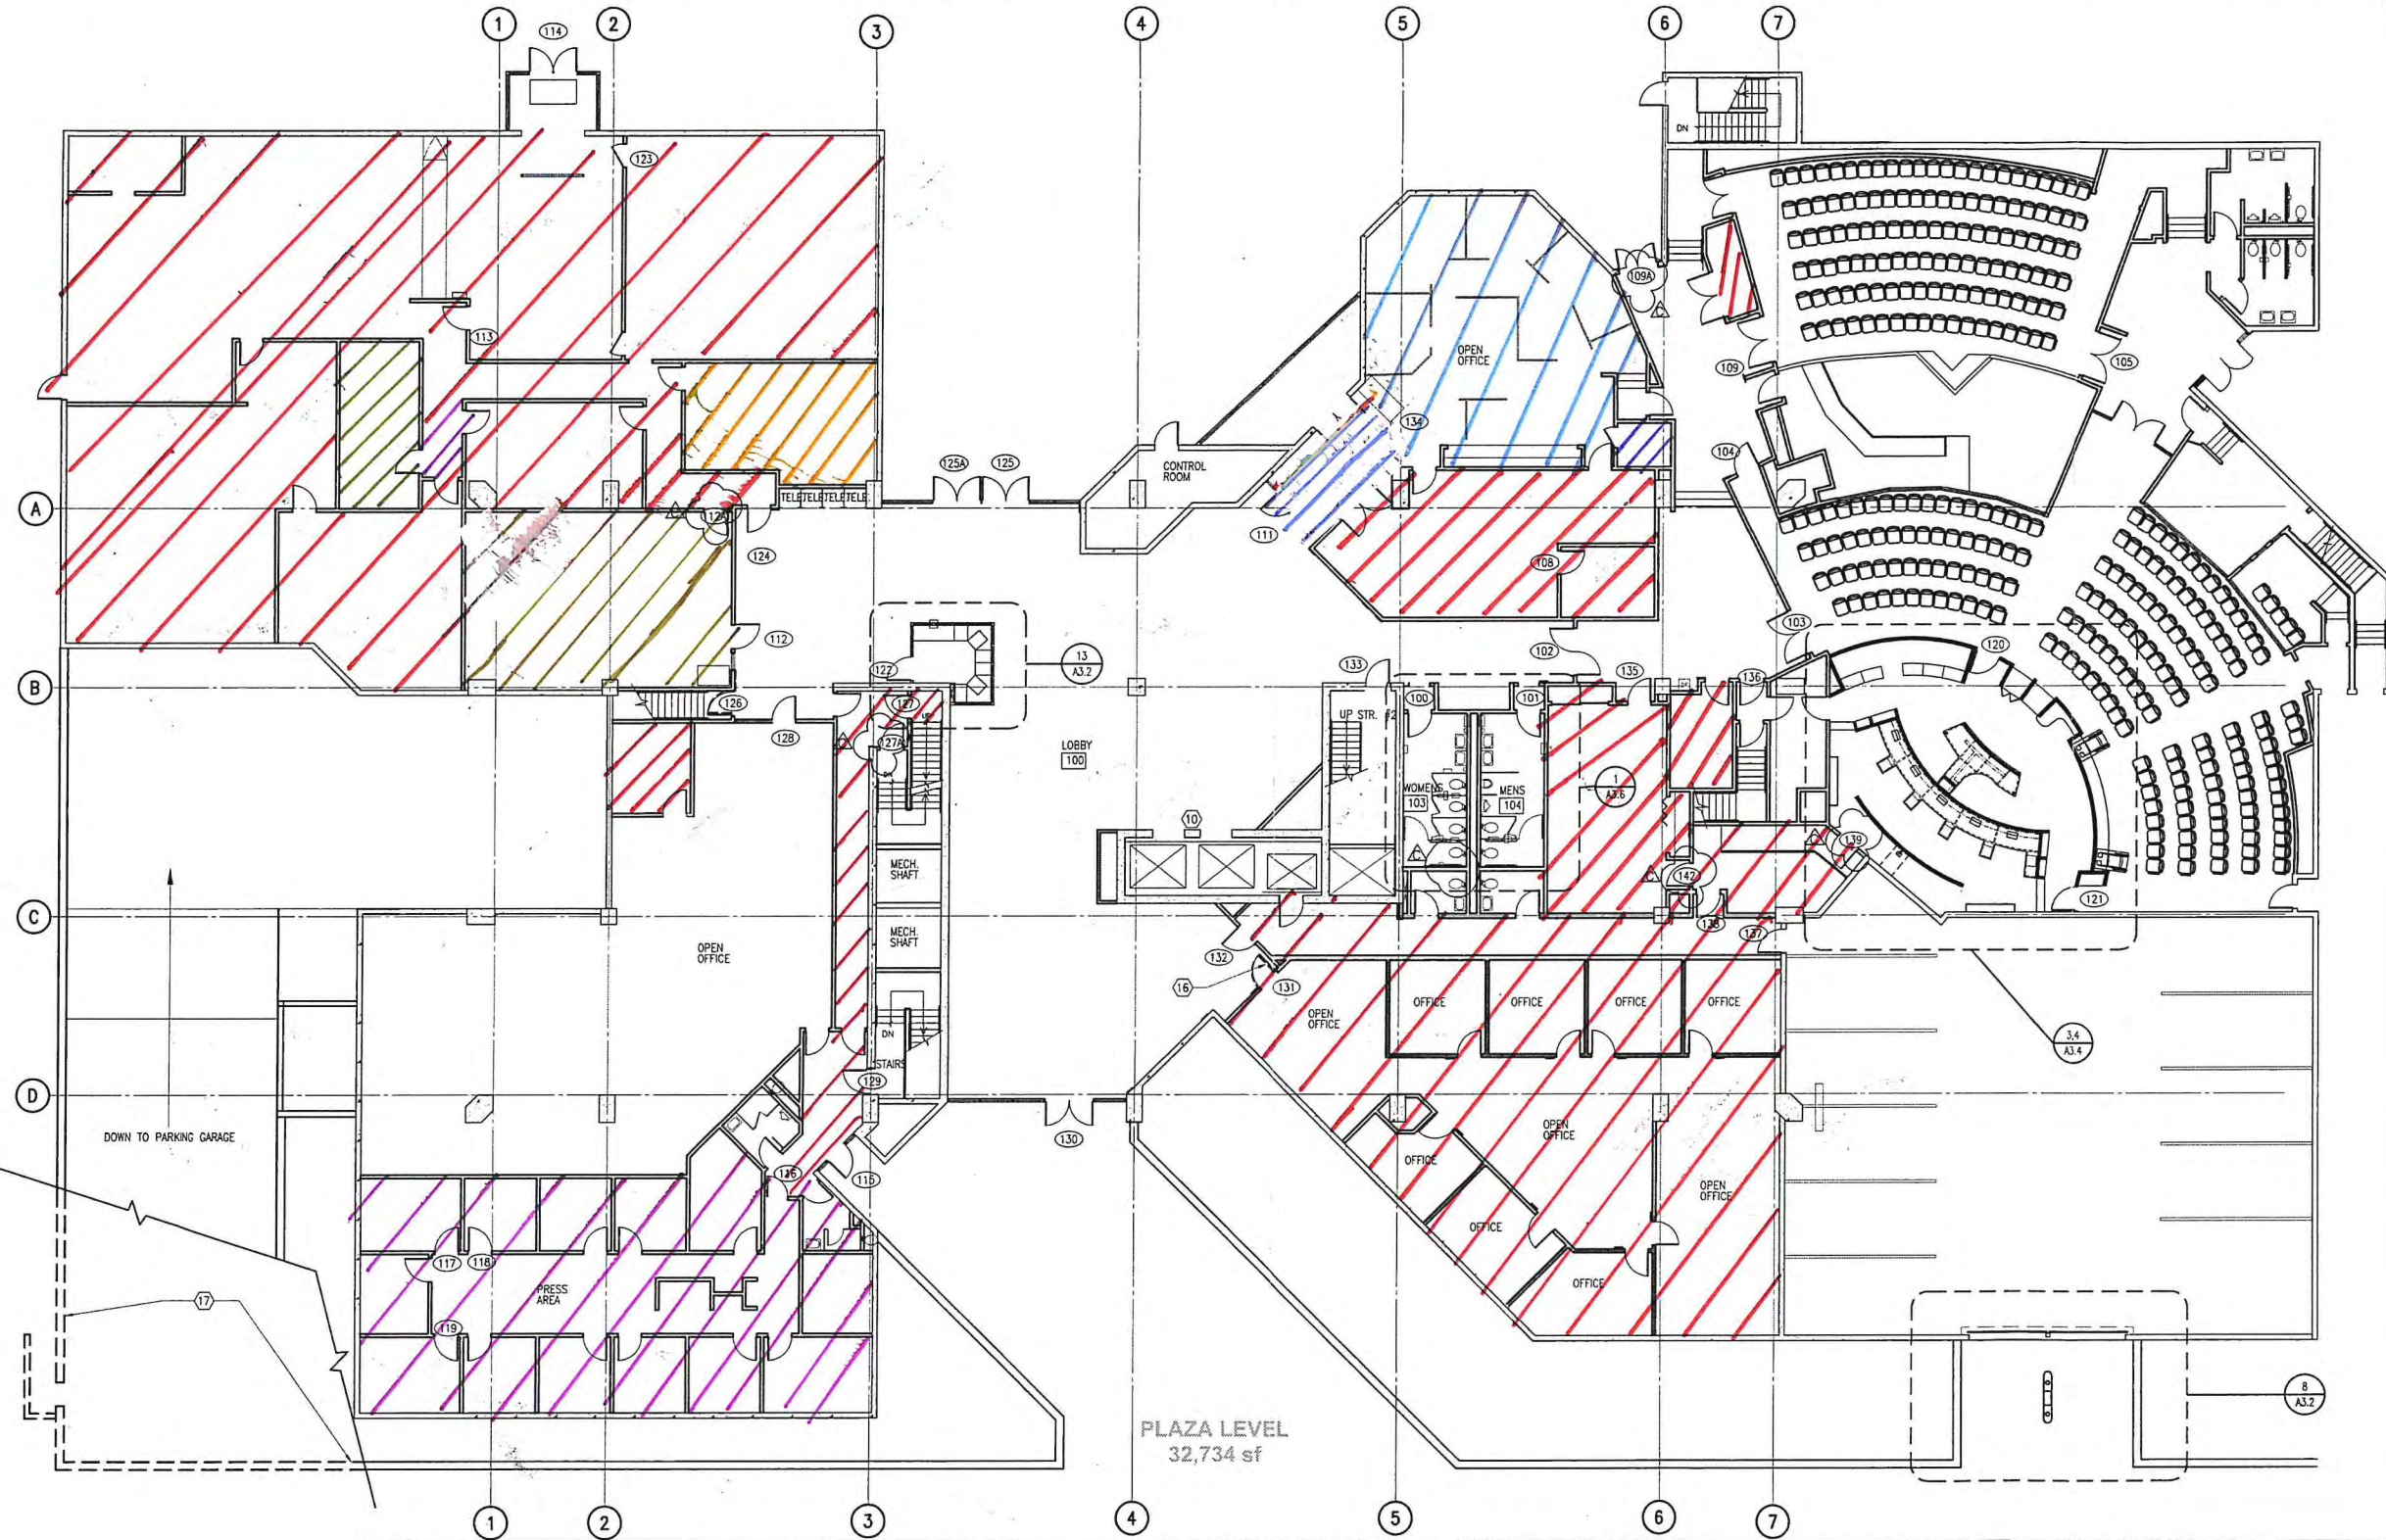 1
2
3
4
5
6
7
114
DN
123
109A
C
113
OPEN
OFFICE
109
105
134
104
CONTROL
ROOM
125A
125
TELE
TELE
TELE
TELE
A
C
124
111
108
112
103
120
13
A3.2
122
133
102
135
136
B
126
127
100
101
UP
UP STR. #2
128
C
127A
LOBBY
100
DN
WOMENS
103
MENS
104
1
A3.6
10
C
C
139
C
MECH.
SHAFT
142
121
C
138
137
MECH.
SHAFT
OPEN
OFFICE
132
16
131
OFFICE
OFFICE
OFFICE
OFFICE
OPEN
OFFICE
DN
STAIRS
3,4
A3.4
129
D
DOWN TO PARKING GARAGE
130
OPEN
OFFICE
OFFICE
116
115
OPEN
OFFICE
OFFICE
117
118
PRESS
AREA
OFFICE
17
119
8
A3.2
PLAZA LEVEL
32,734 sf
1
2
3
4
5
6
7